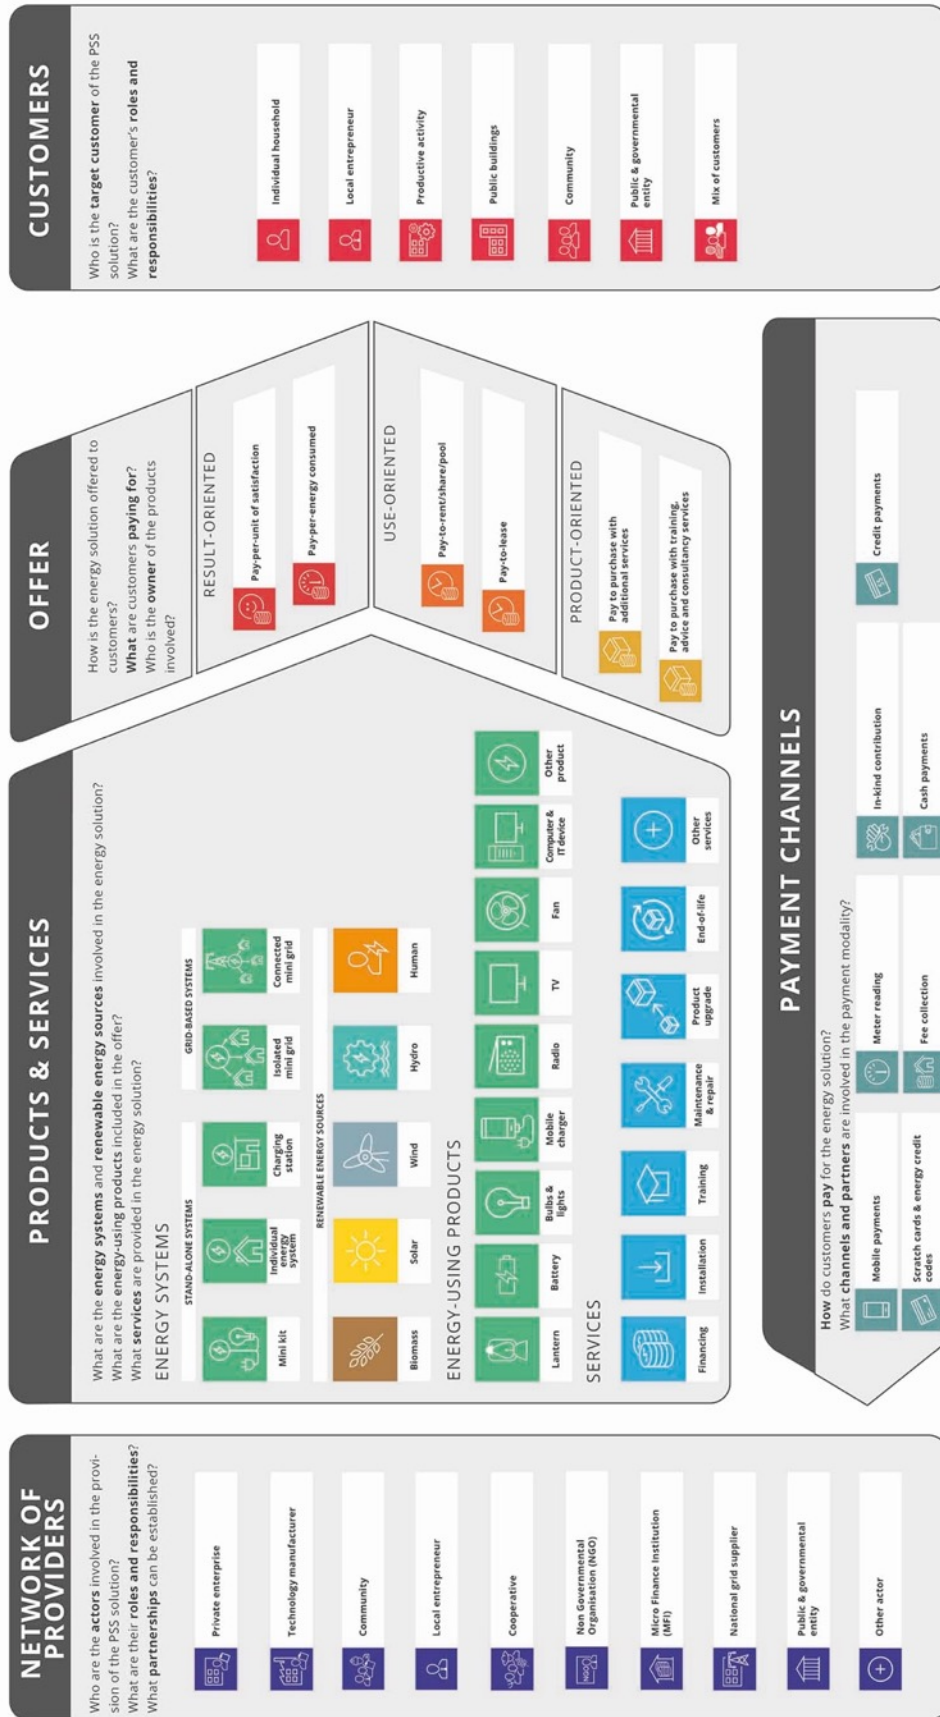 NETWORK OF
PROVIDERS
Who are the actors involved in the provi-
sion of the PSS solution?
What are their roles and responsibilities?
What partnerships can be established?
Private enterprise
Technology manufacturer
Community
Local entrepreneur
Cooperative
NGO
Non Governmental
Organisation (NGO)
Micro Finance Institution
(MFI)
National grid supplier
Public & governmental
entity
Other actor
PRODUCTS & SERVICES
What are the energy systems and renewable energy sources involved in the energy solution?
What are the energy-using products included in the offer?
What services are provided in the energy solution?
ENERGY SYSTEMS
STAND-ALONE SYSTEMS
GRID-BASED SYSTEMS
Mini kit
Individual
energy
system
Charging
station
Isolated
mini grid
Connected
mini grid
RENEWABLE ENERGY SOURCES
Biomass
Solar
Wind
Hydro
Human
ENERGY-USING PRODUCTS
Lantern
Battery
Bulbs &
lights
Mobile
charger
Radio
TV
Fan
Computer &
IT device
Other
product
SERVICES
Financing
Installation
Training
Maintenance
& repair
Product
upgrade
End-of-life
Other
services
OFFER
How is the energy solution offered to
customers?
What are customers paying for?
Who is the owner of the products
involved?
RESULT-ORIENTED
Pay-per-unit of satisfaction
Pay-per-energy consumed
USE-ORIENTED
Pay-to-rent/share/pool
Pay-to-lease
PRODUCT-ORIENTED
Pay to purchase with
additional services
Pay to purchase with training,
advice and consultancy services
CUSTOMERS
Who is the target customer of the PSS
solution?
What are the customer's roles and
responsibilities?
Individual household
Local entrepreneur
Productive activity
Public buildings
Community
Public & governmental
entity
Mix of customers
PAYMENT CHANNELS
How do customers pay for the energy solution?
What channels and partners are involved in the payment modality?
Mobile payments
Meter reading
In-kind contribution
Credit payments
Scratch cards & energy credit
codes
Fee collection
Cash payments